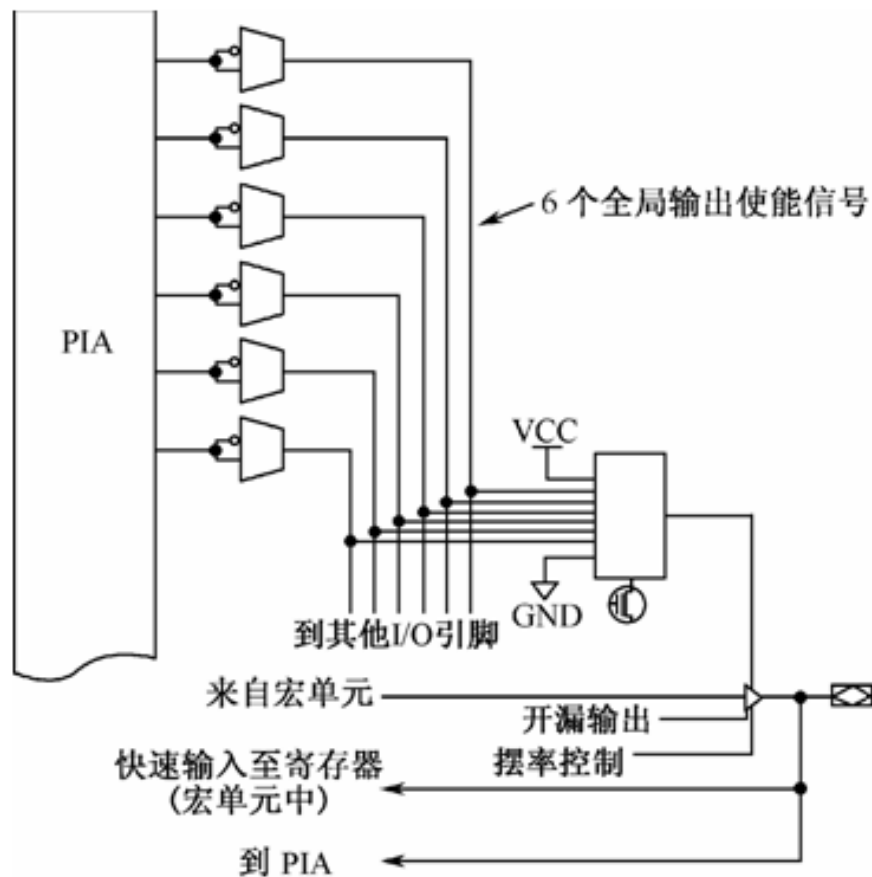 6 个全局输出使能信号
PIA
VCC
GND
到其他I/O引脚
来自宏单元
开漏输出
摆率控制
快速输入至寄存器
(宏单元中)
到 PIA